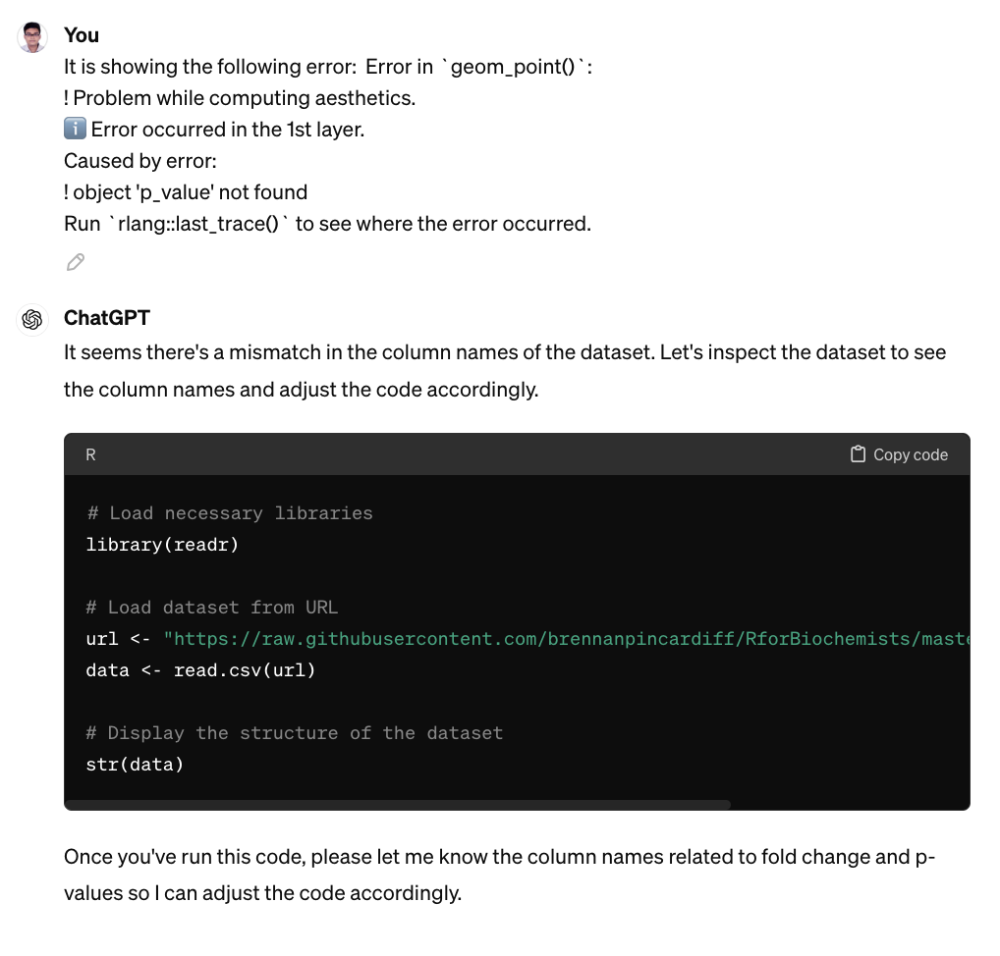 You
It is showing the following error:  Error in `geom_point()`:
! Problem while computing aesthetics.
ℹ️ Error occurred in the 1st layer.
Caused by error:
! object 'p_value' not found
Run `rlang::last_trace()` to see where the error occurred.
ChatGPT
It seems there's a mismatch in the column names of the dataset. Let's inspect the dataset to see
the column names and adjust the code accordingly.
R
Copy code
# Load necessary libraries
library(readr)
# Load dataset from URL
url <- "https://raw.githubusercontent.com/brennanpincardiff/RforBiochemists/maste
data <- read.csv(url)
# Display the structure of the dataset
str(data)
Once you've run this code, please let me know the column names related to fold change and p-
values so I can adjust the code accordingly.